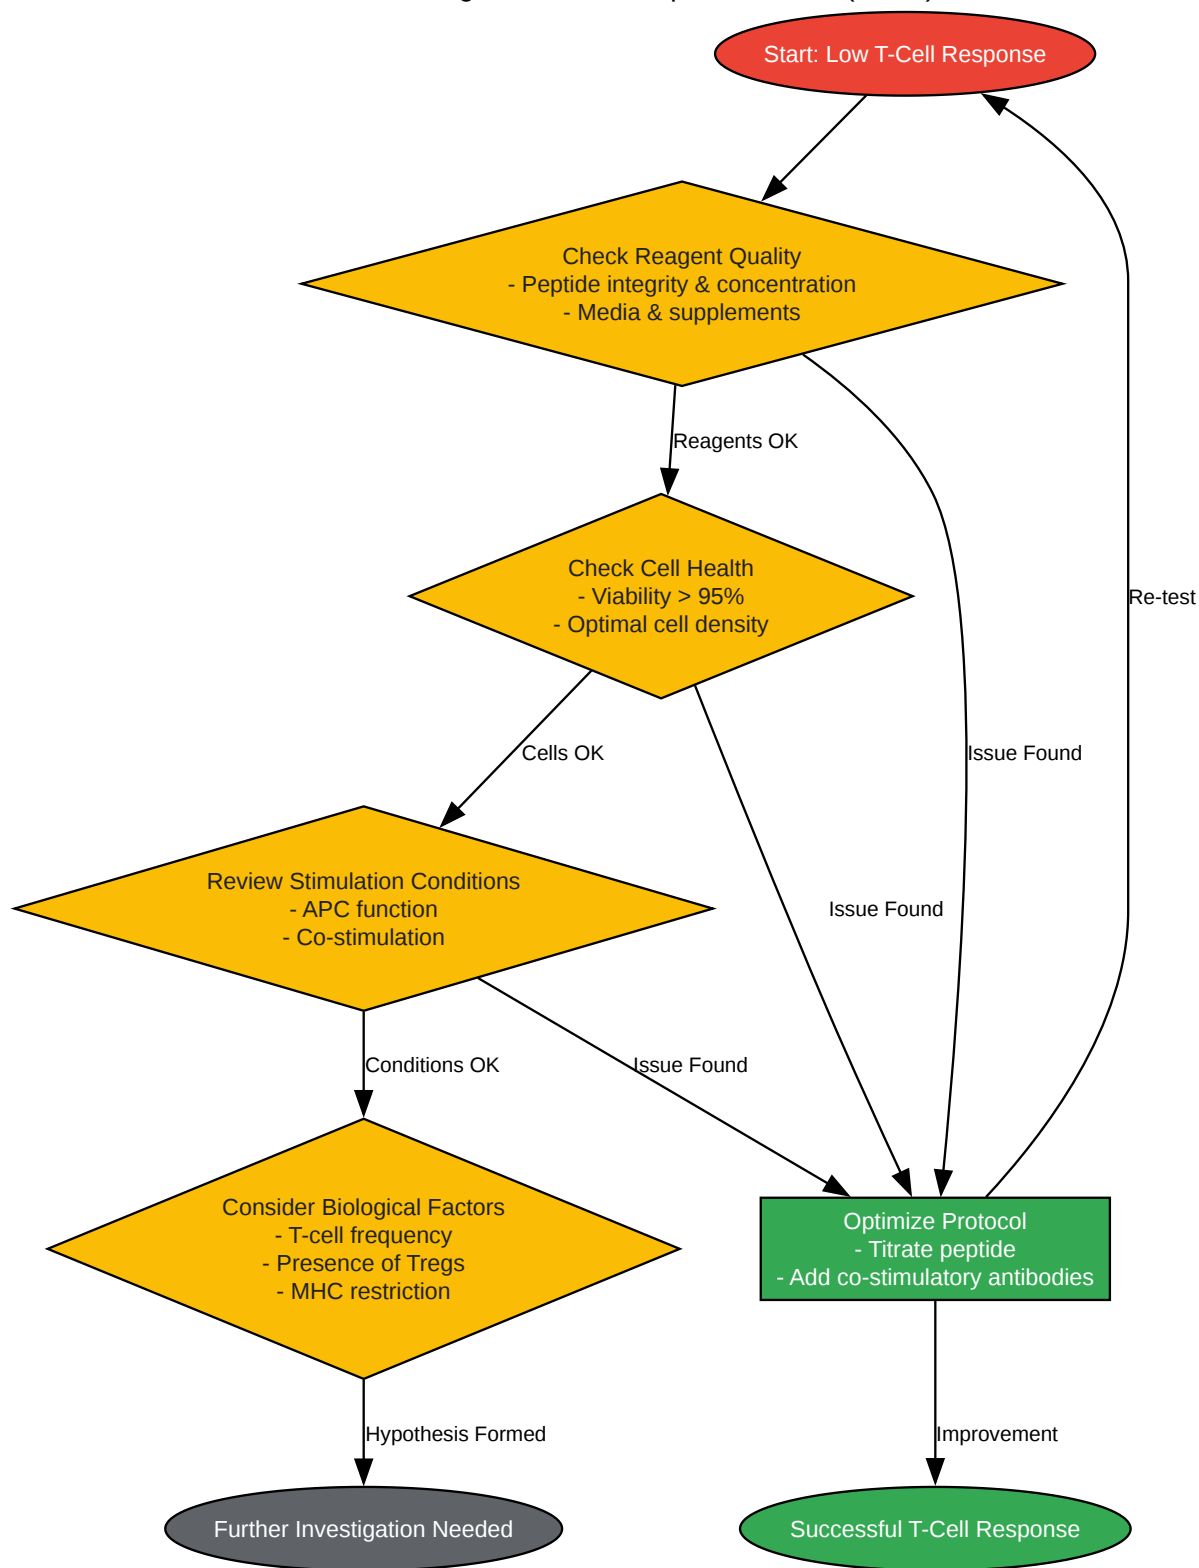 Start: Low T-Cell Response
Check Reagent Quality
- Peptide integrity & concentration
- Media & supplements
Reagents OK
Check Cell Health
- Viability > 95%
- Optimal cell density
Re-test
Cells OK
Issue Found
Review Stimulation Conditions
- APC function
- Co-stimulation
Issue Found
Conditions OK
Issue Found
Consider Biological Factors
- T-cell frequency
- Presence of Tregs
- MHC restriction
Optimize Protocol
- Titrate peptide
- Add co-stimulatory antibodies
Hypothesis Formed
Improvement
Further Investigation Needed
Successful T-Cell Response